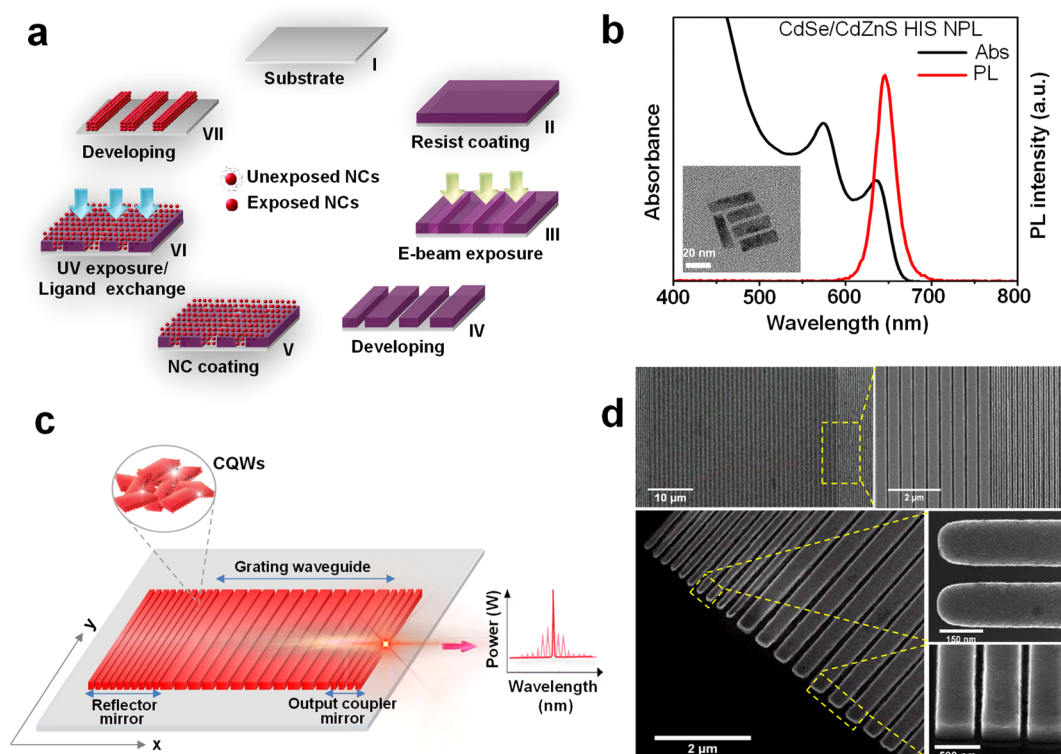 a
I
Substrate
II
Resist coating
III
E-beam exposure
IV
Developing
V
NC coating
VI
UV exposure/
Ligand exchange
VII
Developing
Unexposed NCs
Exposed NCs
b
CdSe/CdZnS HIS NPL
Abs
PL
Absorbance
PL intensity (a.u.)
20 nm
400 500 600 700 800
Wavelength (nm)
c
CQWs
Grating waveguide
Reflector
mirror
Output coupler
mirror
y
x
Power (W)
Wavelength
(nm)
d
10 µm
2 µm
2 µm
150 nm